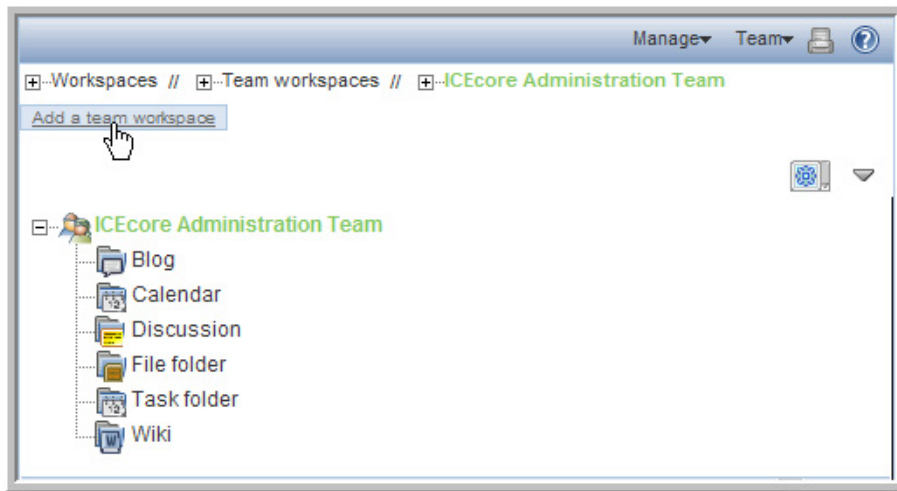 Manage Team
Workspaces // Team workspaces // ICEcore Administration Team
Add a team workspace
ICEcore Administration Team
Blog
Calendar
Discussion
File folder
Task folder
Wiki